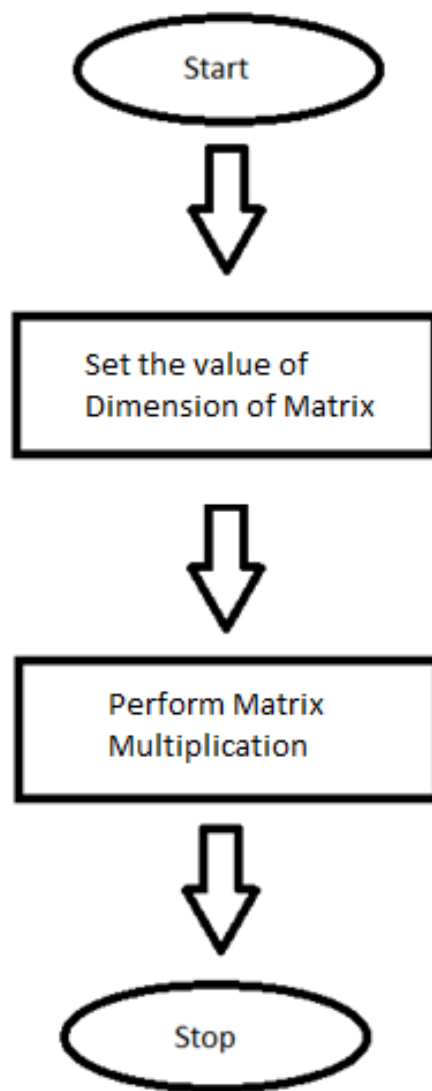 Start
Set the value of
Dimension of Matrix
Perform Matrix
Multiplication
Stop